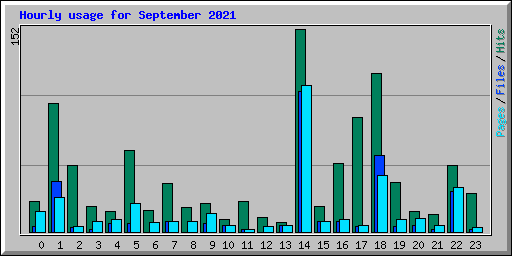 Hourly usage for September 2021
152
Pages/Files/Hits
0 1 2 3 4 5 6 7 8 9 10 11 12 13 14 15 16 17 18 19 20 21 22 23